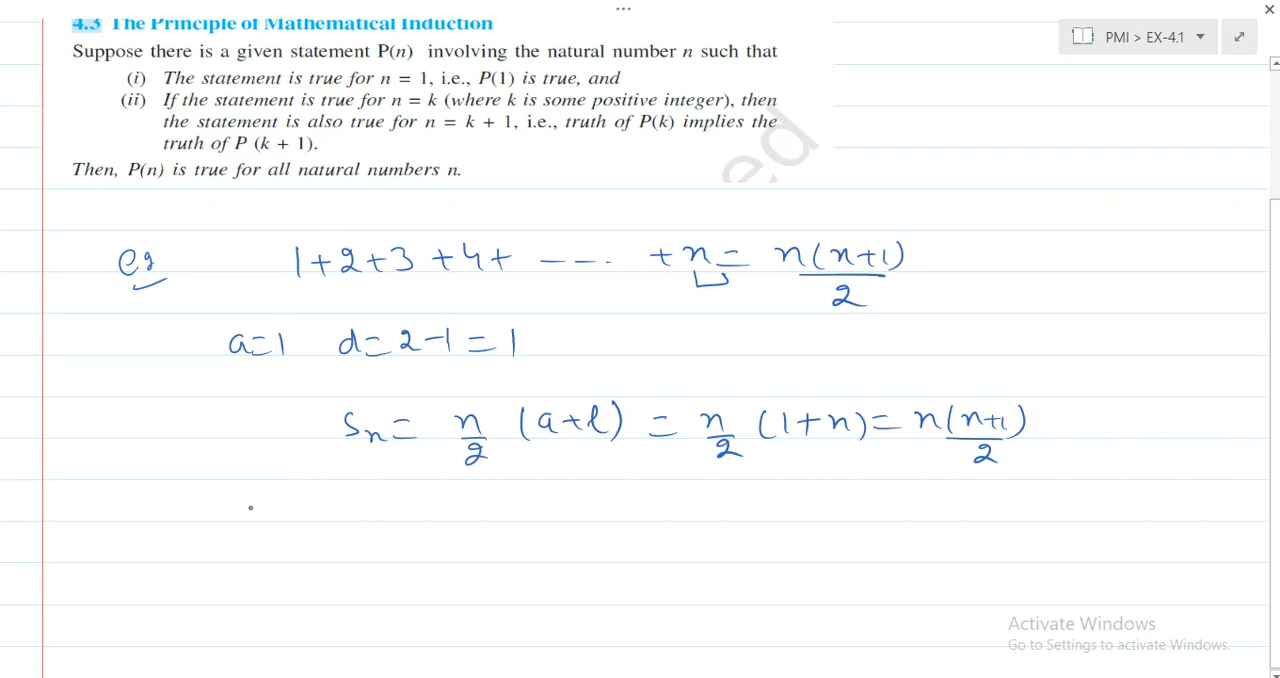 ...
4.3 The Principle of Mathematical Induction
PMI > EX-4.1
Suppose there is a given statement P(n) involving the natural number n such that
(i) The statement is true for n = 1, i.e., P(1) is true, and
(ii) If the statement is true for n = k (where k is some positive integer), then
the statement is also true for n = k + 1, i.e., truth of P(k) implies the
truth of P (k + 1).
Then, P(n) is true for all natural numbers n.
ed
eg 1+2+3+4+ ---- +n = n(n+1)/2
a=1 d=2-1=1
Sn = n/2 (a+l) = n/2 (1+n) = n(n+1)/2
Activate Windows
Go to Settings to activate Windows.